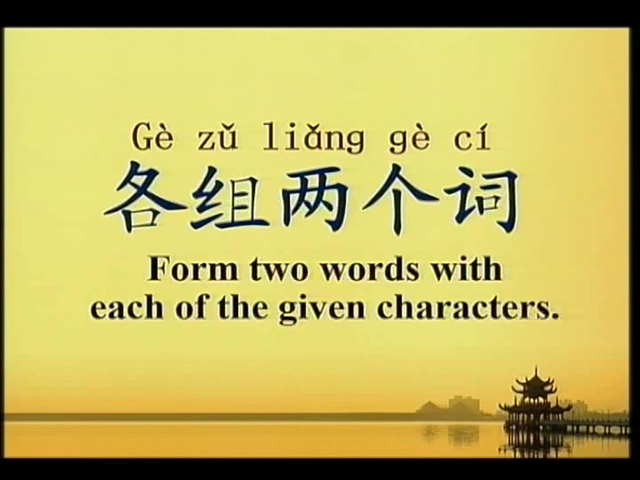 Gè zǔ liǎng gè cí
各组两个词
Form two words with
each of the given characters.